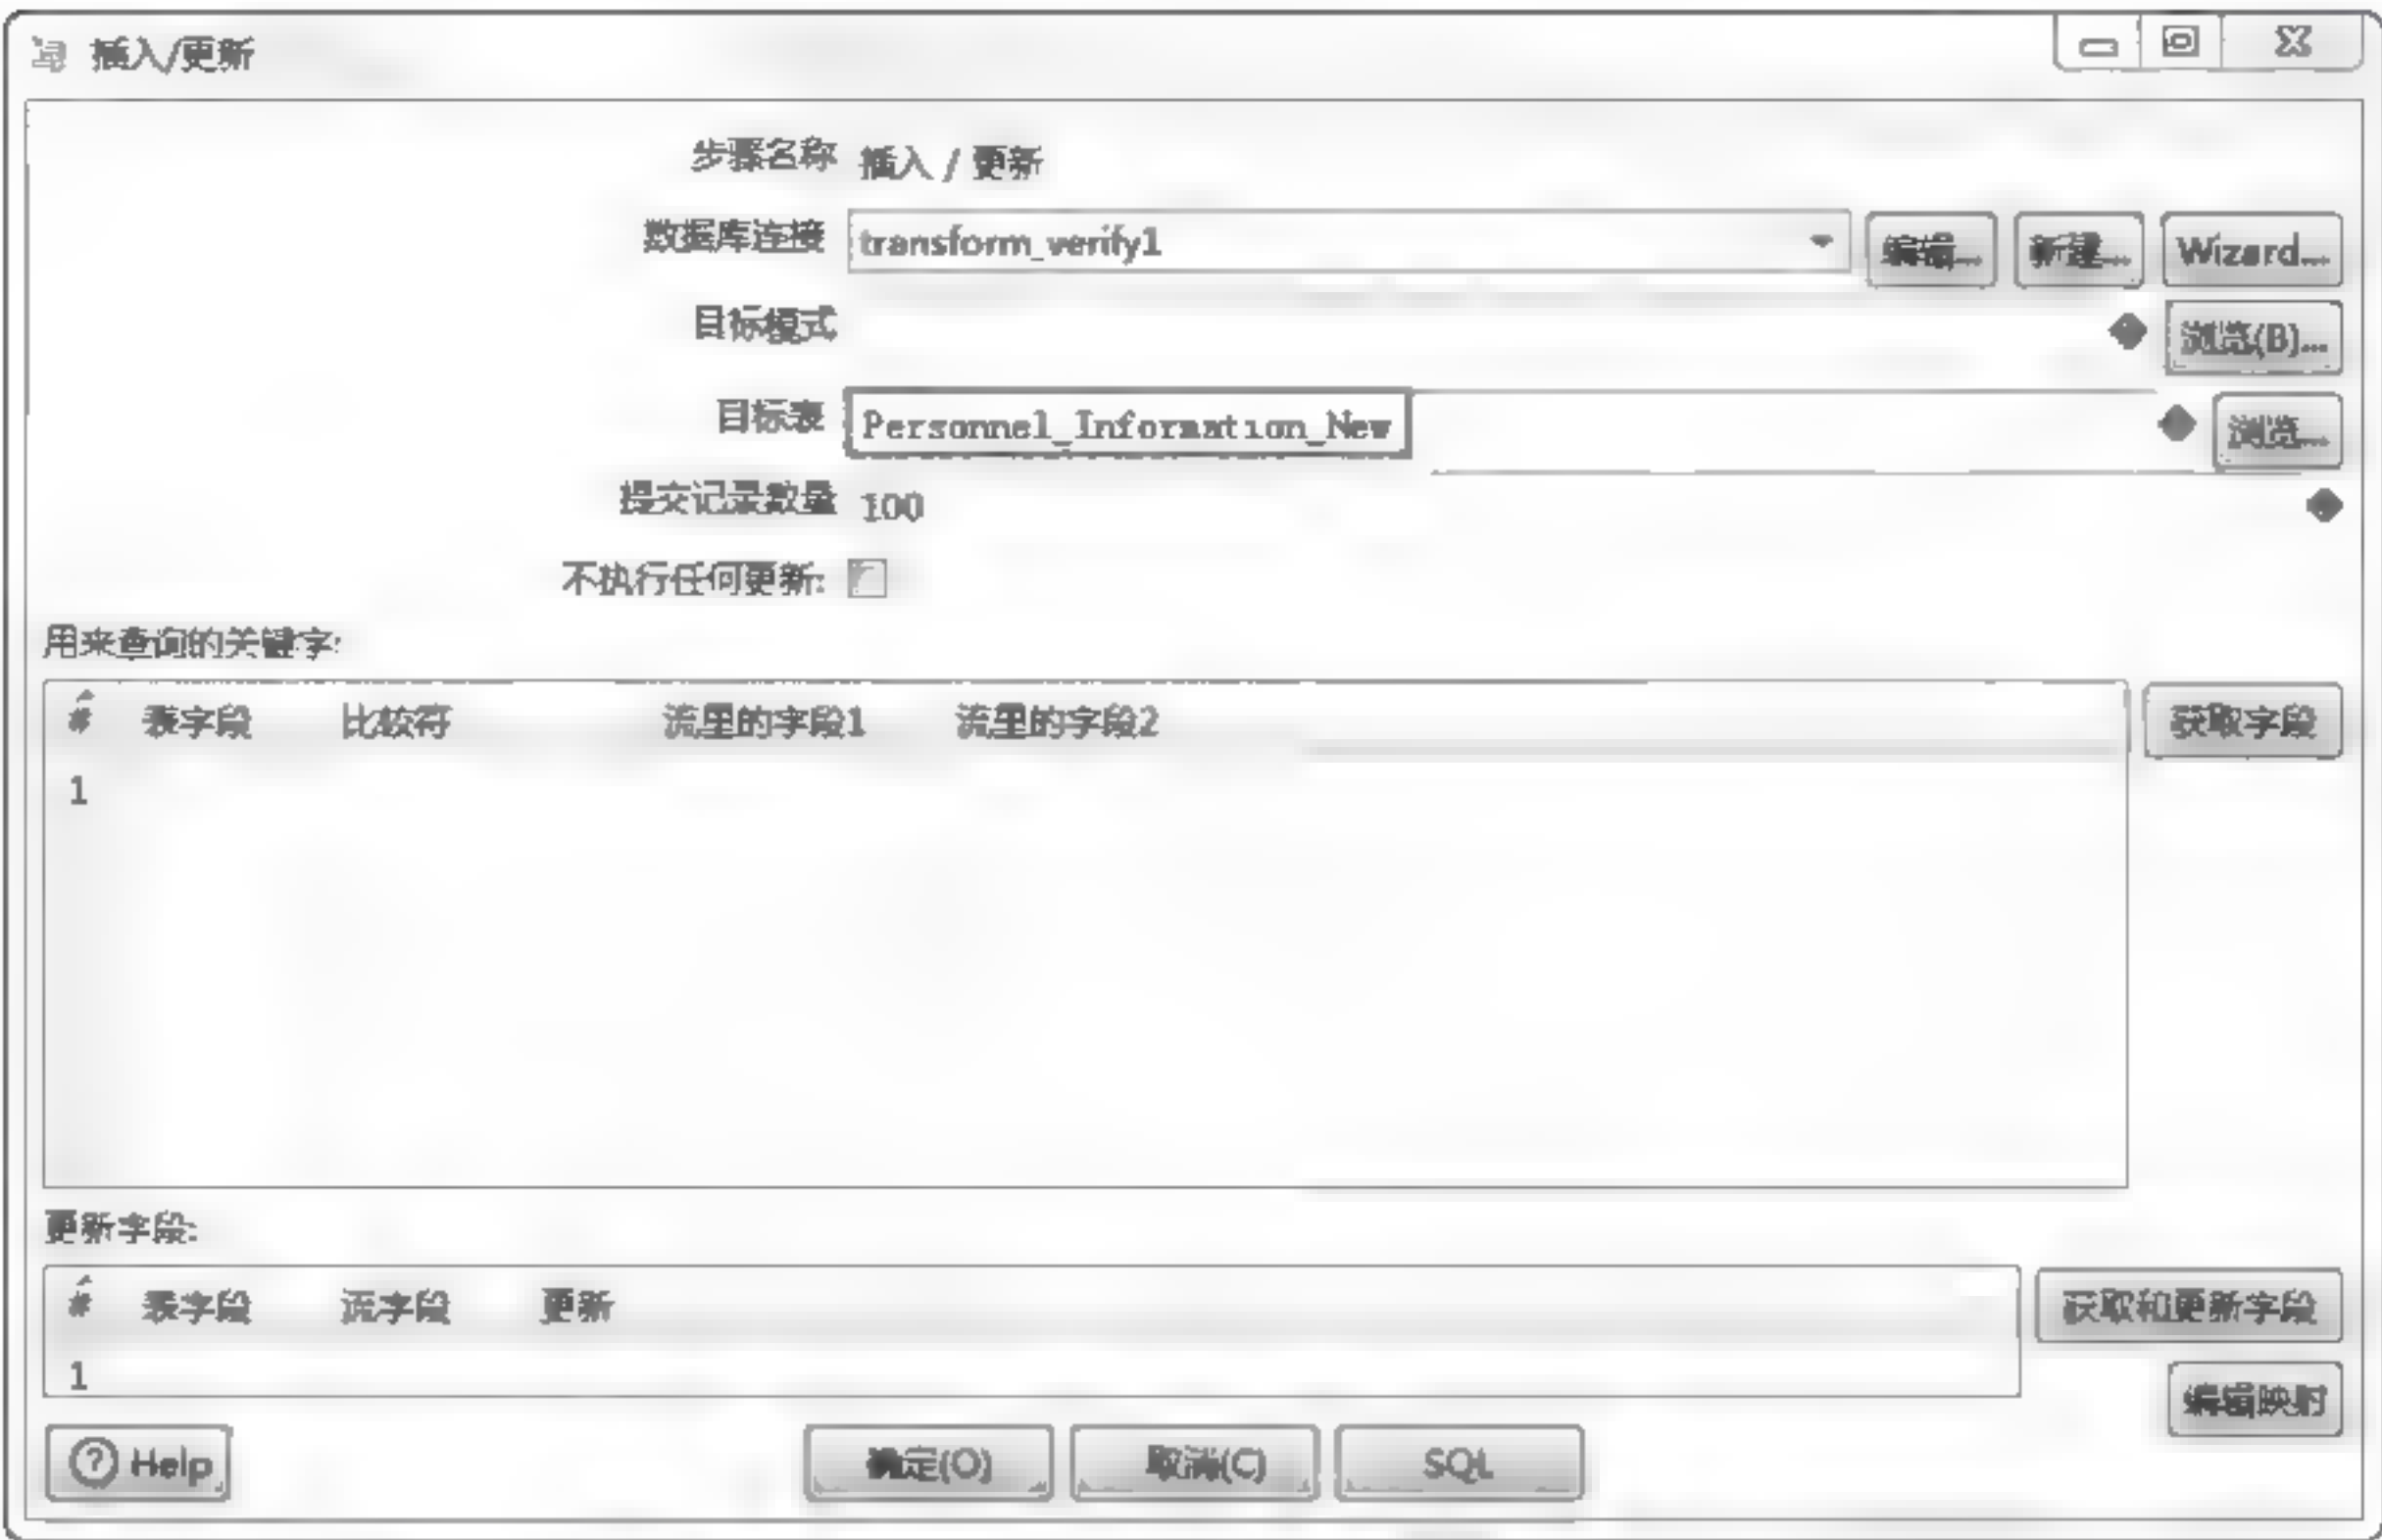 插入/更新
步骤名称 插入 / 更新
数据库连接 transform_verify1 编辑... 新建... Wizard...
目标模式 浏览(B)...
目标表 Personnel_Information_New 浏览...
提交记录数量 100
不执行任何更新:
用来查询的关键字:
# 表字段 比较符 流里的字段1 流里的字段2 获取字段
1
更新字段:
# 表字段 流字段 更新 获取和更新字段
1
编辑映射
? Help 确定(O) 取消(C) SQL